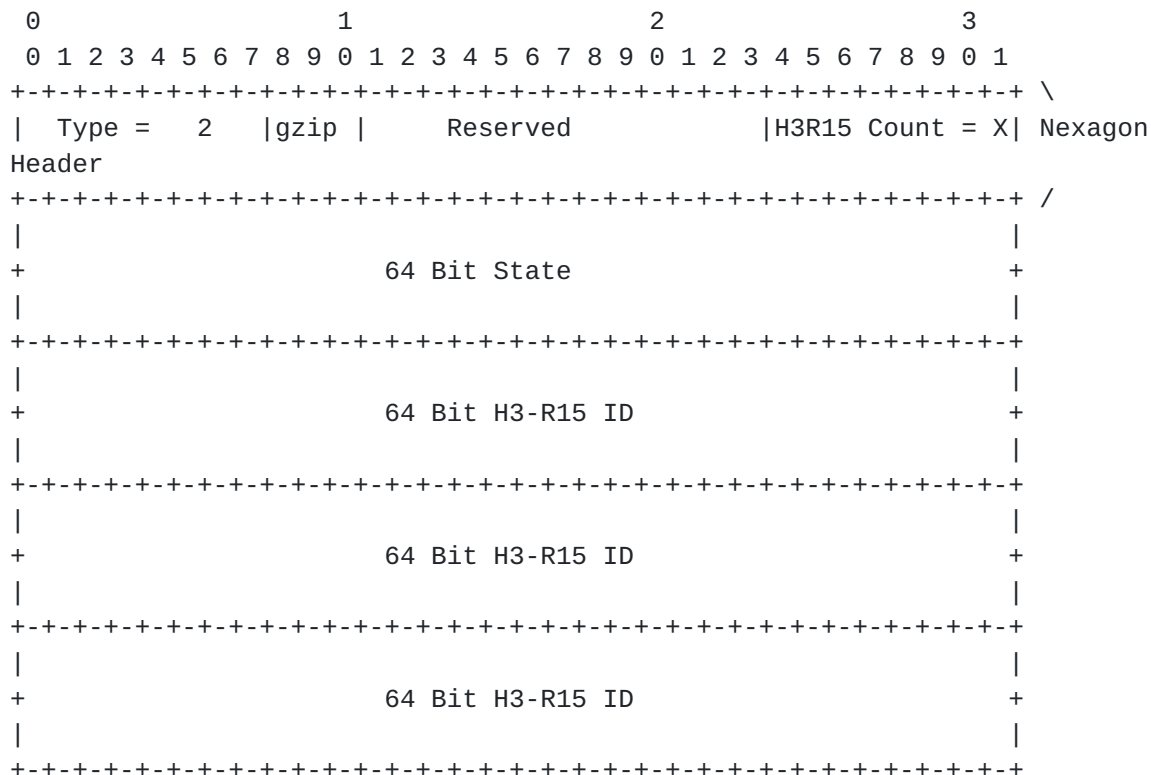 0                   1                   2                   3
 0 1 2 3 4 5 6 7 8 9 0 1 2 3 4 5 6 7 8 9 0 1 2 3 4 5 6 7 8 9 0 1
+-+-+-+-+-+-+-+-+-+-+-+-+-+-+-+-+-+-+-+-+-+-+-+-+-+-+-+-+-+-+-+-+ \
|  Type =   2   |gzip |     Reserved            |H3R15 Count = X| Nexagon
Header
+-+-+-+-+-+-+-+-+-+-+-+-+-+-+-+-+-+-+-+-+-+-+-+-+-+-+-+-+-+-+-+-+ /
|                                                               |
+                       64 Bit State                            +
|                                                               |
+-+-+-+-+-+-+-+-+-+-+-+-+-+-+-+-+-+-+-+-+-+-+-+-+-+-+-+-+-+-+-+-+
|                                                               |
+                       64 Bit H3-R15 ID                        +
|                                                               |
+-+-+-+-+-+-+-+-+-+-+-+-+-+-+-+-+-+-+-+-+-+-+-+-+-+-+-+-+-+-+-+-+
|                                                               |
+                       64 Bit H3-R15 ID                        +
|                                                               |
+-+-+-+-+-+-+-+-+-+-+-+-+-+-+-+-+-+-+-+-+-+-+-+-+-+-+-+-+-+-+-+-+
|                                                               |
+                       64 Bit H3-R15 ID                        +
|                                                               |
+-+-+-+-+-+-+-+-+-+-+-+-+-+-+-+-+-+-+-+-+-+-+-+-+-+-+-+-+-+-+-+-+